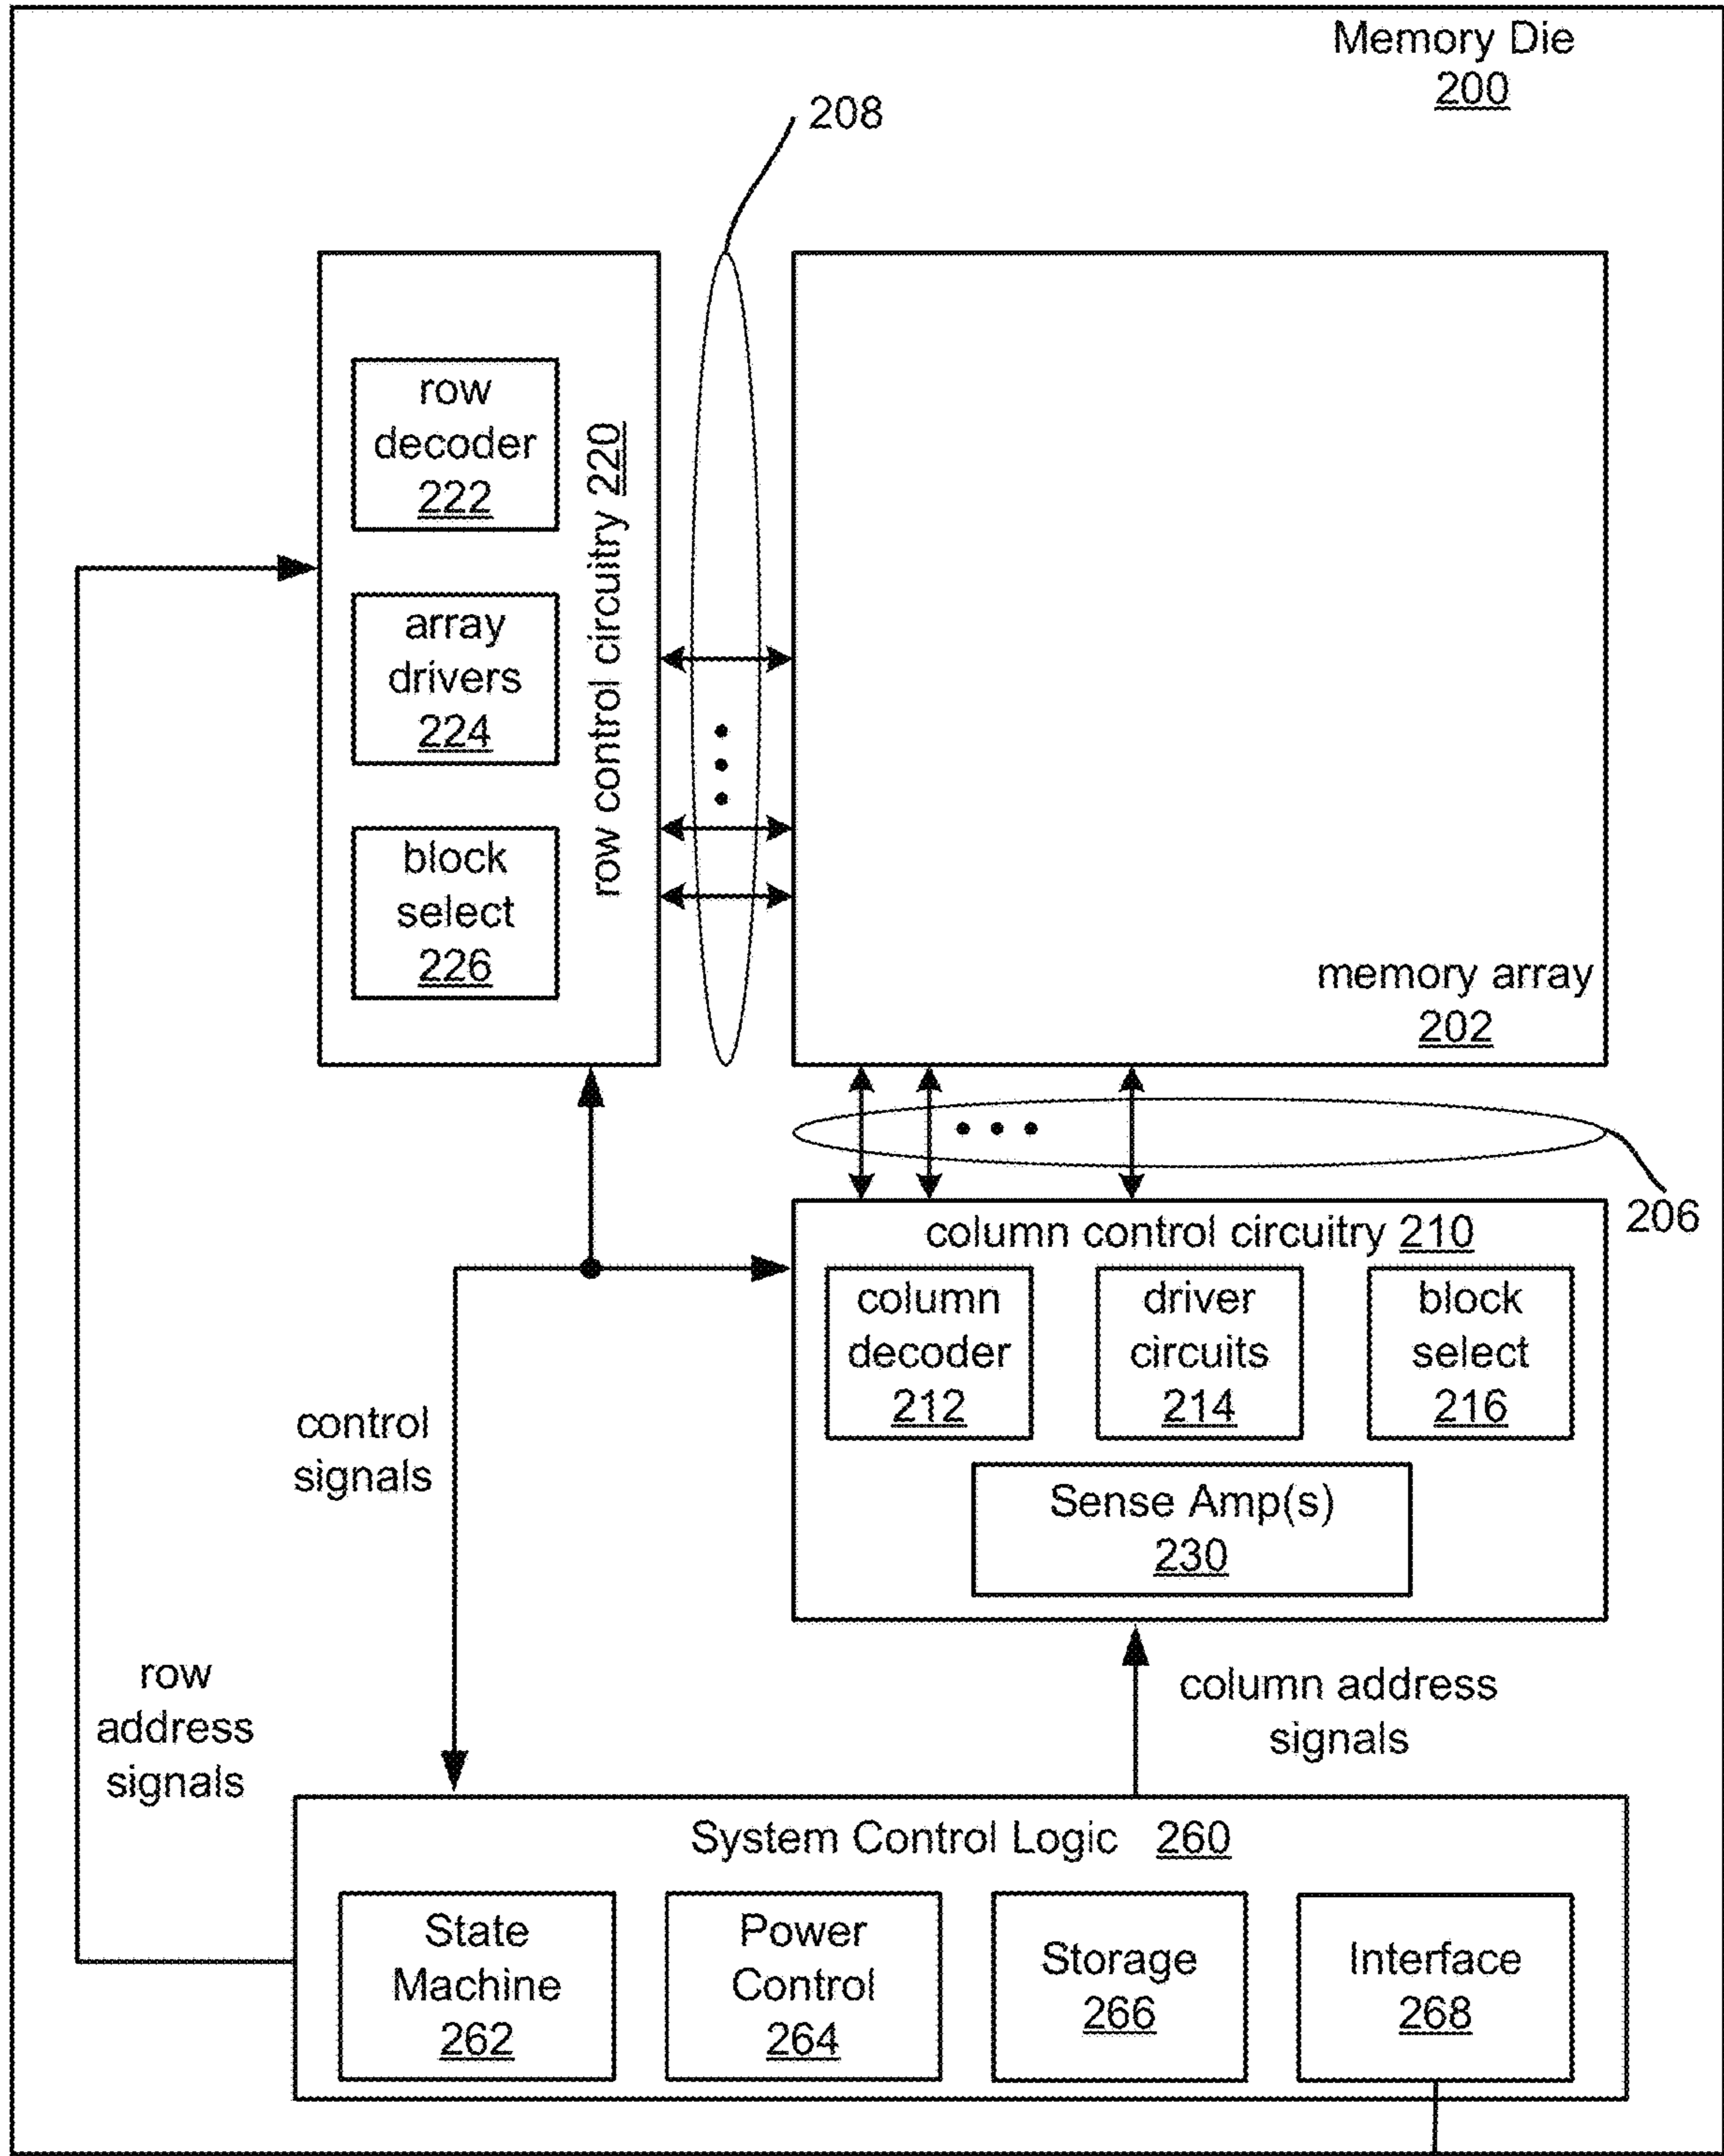 Memory Die
200
208
row
decoder
222
array
drivers
224
block
select
226
row control circuitry 220
memory array
202
206
column control circuitry 210
column
decoder
212
driver
circuits
214
block
select
216
Sense Amp(s)
230
control
signals
row
address
signals
column address
signals
System Control Logic 260
State
Machine
262
Power
Control
264
Storage
266
Interface
268